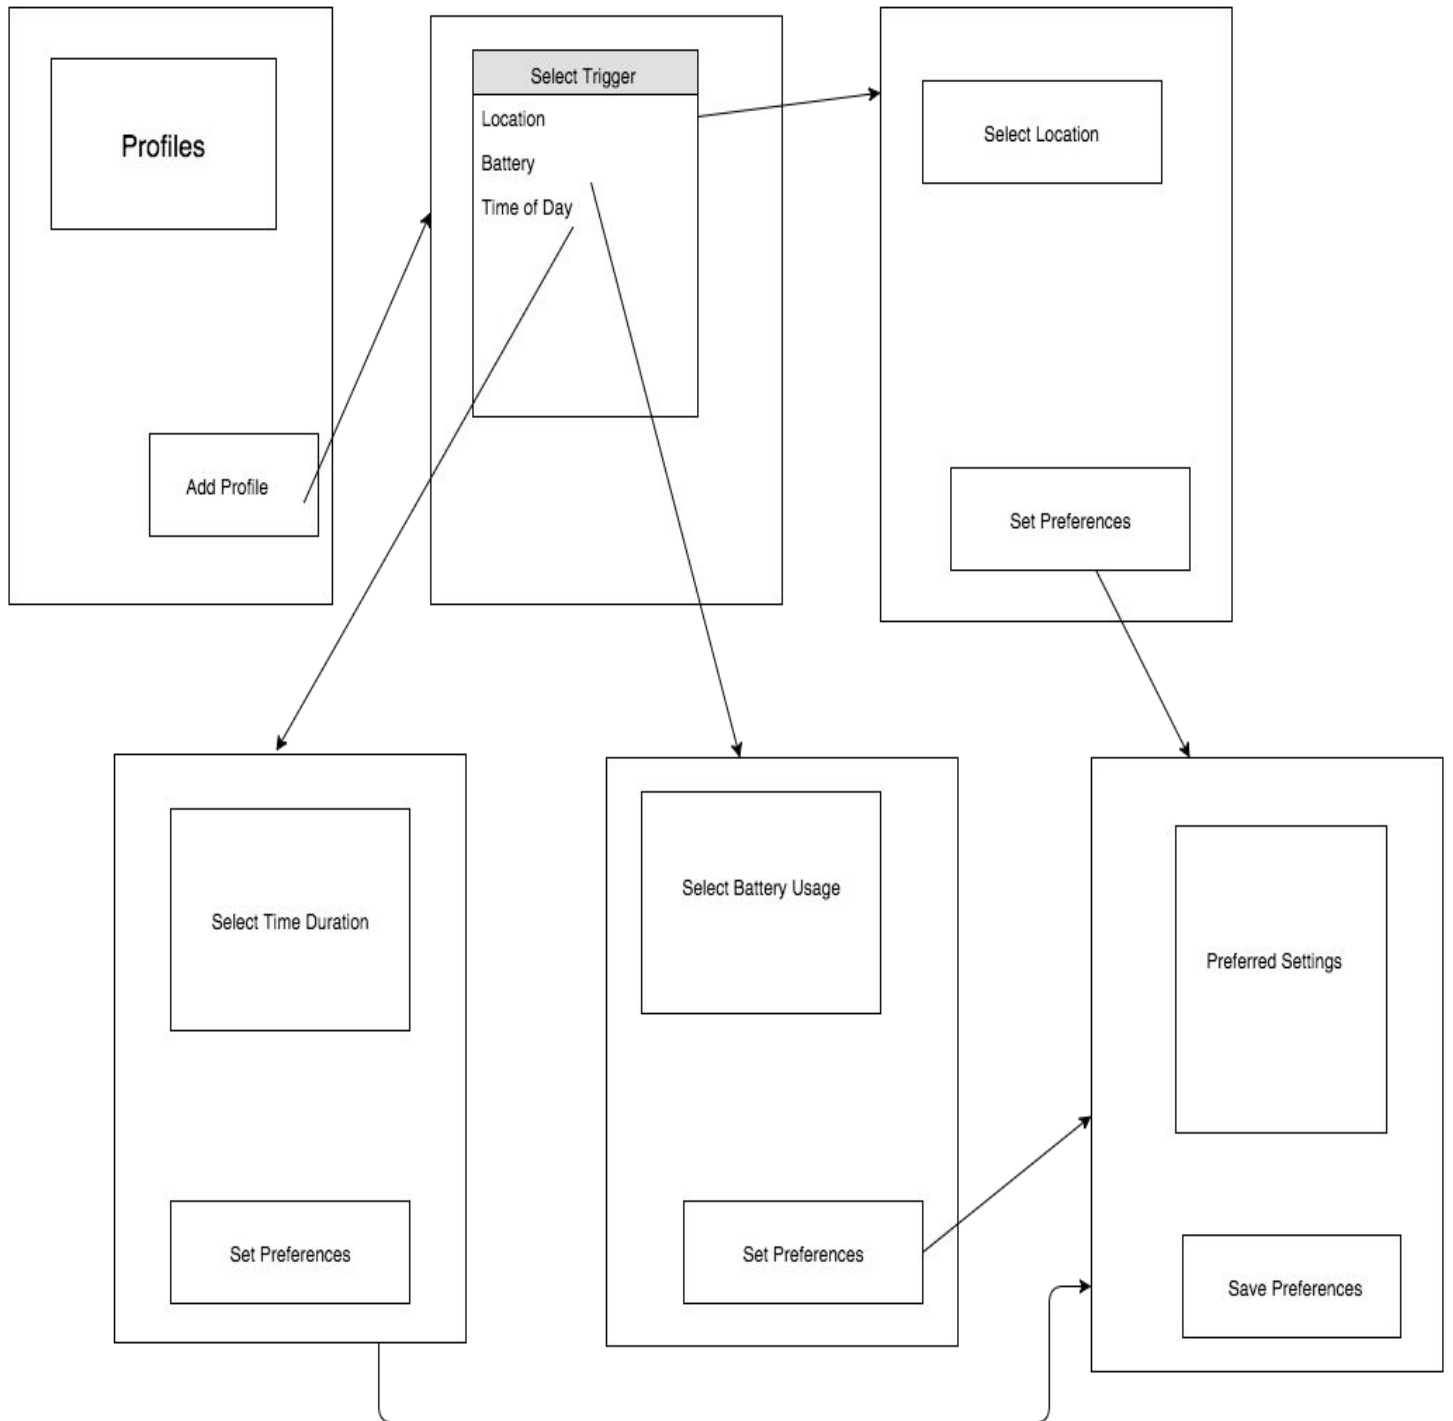 Profiles
Add Profile
Select Trigger
Location
Battery
Time of Day
Select Location
Set Preferences
Select Time Duration
Set Preferences
Select Battery Usage
Set Preferences
Preferred Settings
Save Preferences